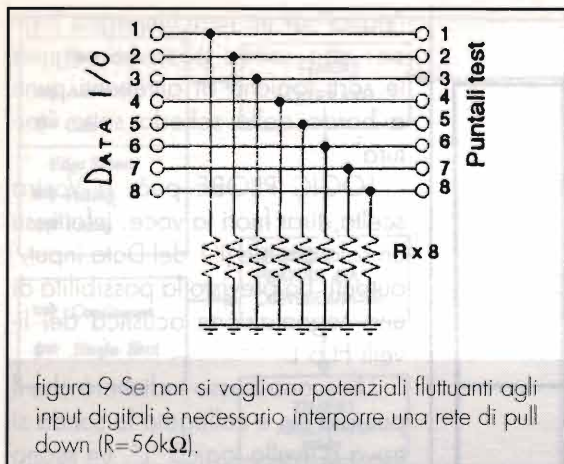 1 1
2 2
3 3
4 4
5 5
6 6
7 7
8 8
DATA I/O
Puntali test
R x 8
figura 9 Se non si vogliono potenziali fluttuanti agli
input digitali è necessario interporre una rete di pull
down (R=56kΩ).